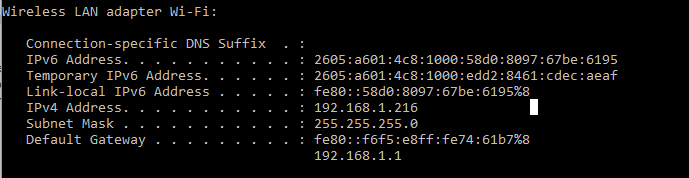 Wireless LAN adapter Wi-Fi:
Connection-specific DNS Suffix . :
IPv6 Address. . . . . . . . . . . : 2605:a601:4c8:1000:58d0:8097:67be:6195
Temporary IPv6 Address. . . . . . : 2605:a601:4c8:1000:edd2:8461:cdec:aeaf
Link-local IPv6 Address . . . . . : fe80::58d0:8097:67be:6195%8
IPv4 Address. . . . . . . . . . . : 192.168.1.216
Subnet Mask . . . . . . . . . . . : 255.255.255.0
Default Gateway . . . . . . . . . : fe80::f6f5:e8ff:fe74:61b7%8
192.168.1.1